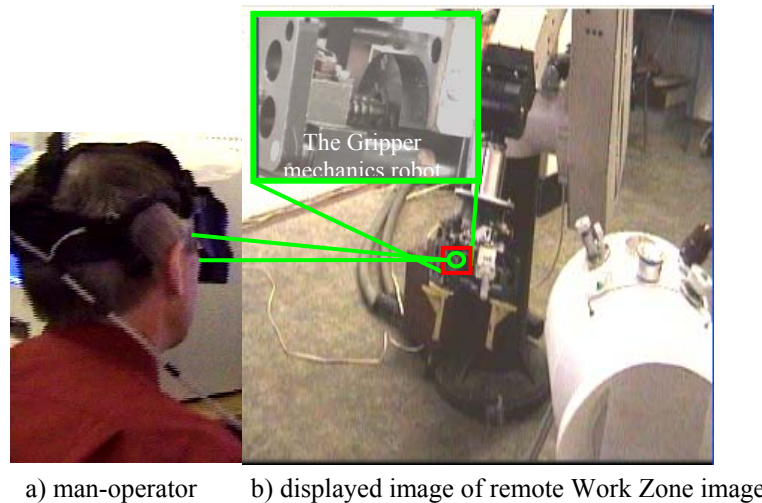 The Gripper
mechanics robot
a) man-operator
b) displayed image of remote Work Zone image